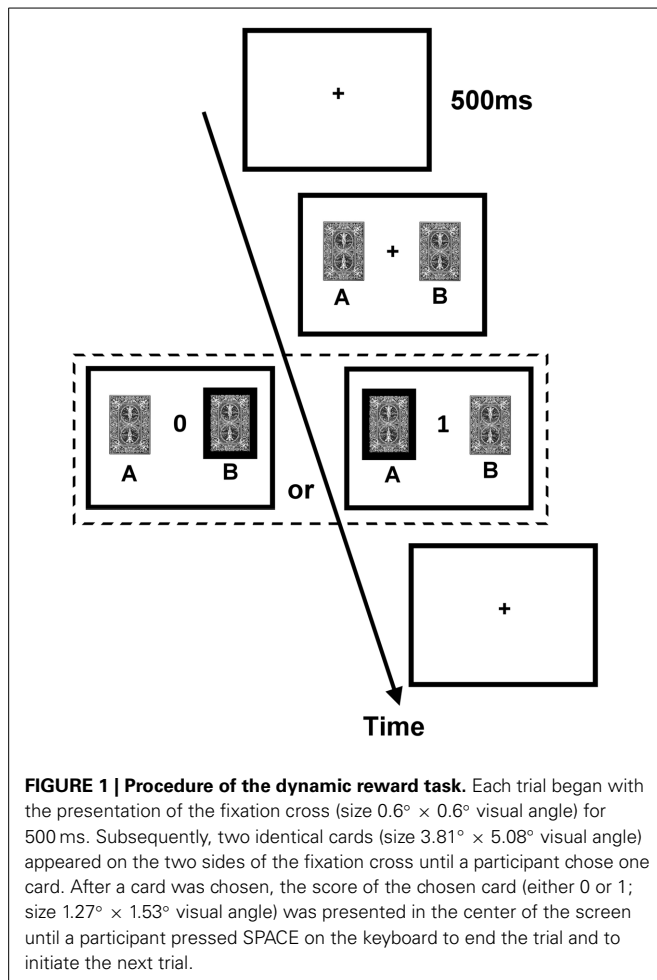 +
500ms
+
A B
0
1
A B
or
A B
+
Time
FIGURE 1 | Procedure of the dynamic reward task. Each trial began with
the presentation of the fixation cross (size 0.6° × 0.6° visual angle) for
500 ms. Subsequently, two identical cards (size 3.81° × 5.08° visual angle)
appeared on the two sides of the fixation cross until a participant chose one
card. After a card was chosen, the score of the chosen card (either 0 or 1;
size 1.27° × 1.53° visual angle) was presented in the center of the screen
until a participant pressed SPACE on the keyboard to end the trial and to
initiate the next trial.